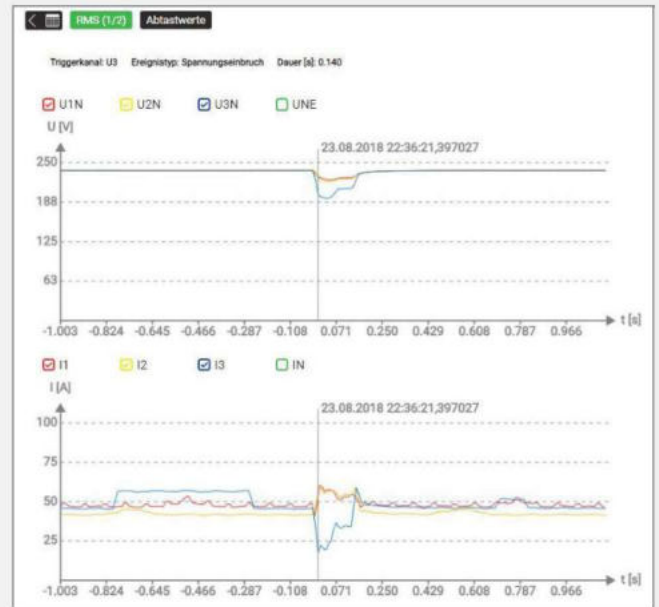 RMS (1/2) Abtastwerte
Triggerkanal: U3 Ereignistyp: Spannungseinbruch Dauer [s]: 0.140
U1N U2N U3N UNE
U [V]
23.08.2018 22:36:21,397027
250
188
125
63
t [s]
-1.003 -0.824 -0.645 -0.466 -0.287 -0.108 0.071 0.250 0.429 0.608 0.787 0.966
I1 I2 I3 IN
I [A]
23.08.2018 22:36:21,397027
100
75
50
25
t [s]
-1.003 -0.824 -0.645 -0.466 -0.287 -0.108 0.071 0.250 0.429 0.608 0.787 0.966